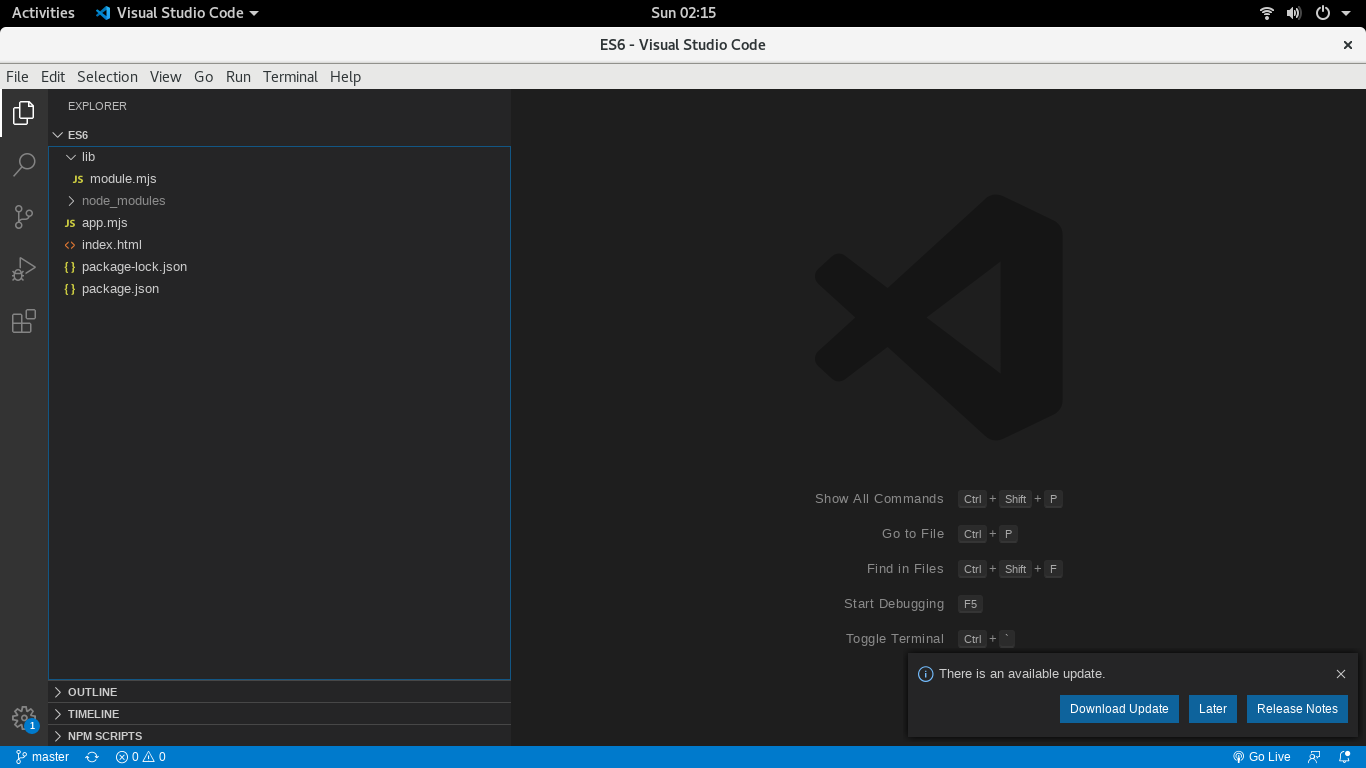 Activities Visual Studio Code Sun 02:15
ES6 - Visual Studio Code
File Edit Selection View Go Run Terminal Help
EXPLORER
ES6
lib
JS module.mjs
node_modules
JS app.mjs
<> index.html
{ } package-lock.json
{ } package.json
Show All Commands Ctrl + Shift + P
Go to File Ctrl + P
Find in Files Ctrl + Shift + F
Start Debugging F5
Toggle Terminal Ctrl + `
There is an available update.
Download Update Later Release Notes
OUTLINE
TIMELINE
NPM SCRIPTS
1
master 0 0 Go Live